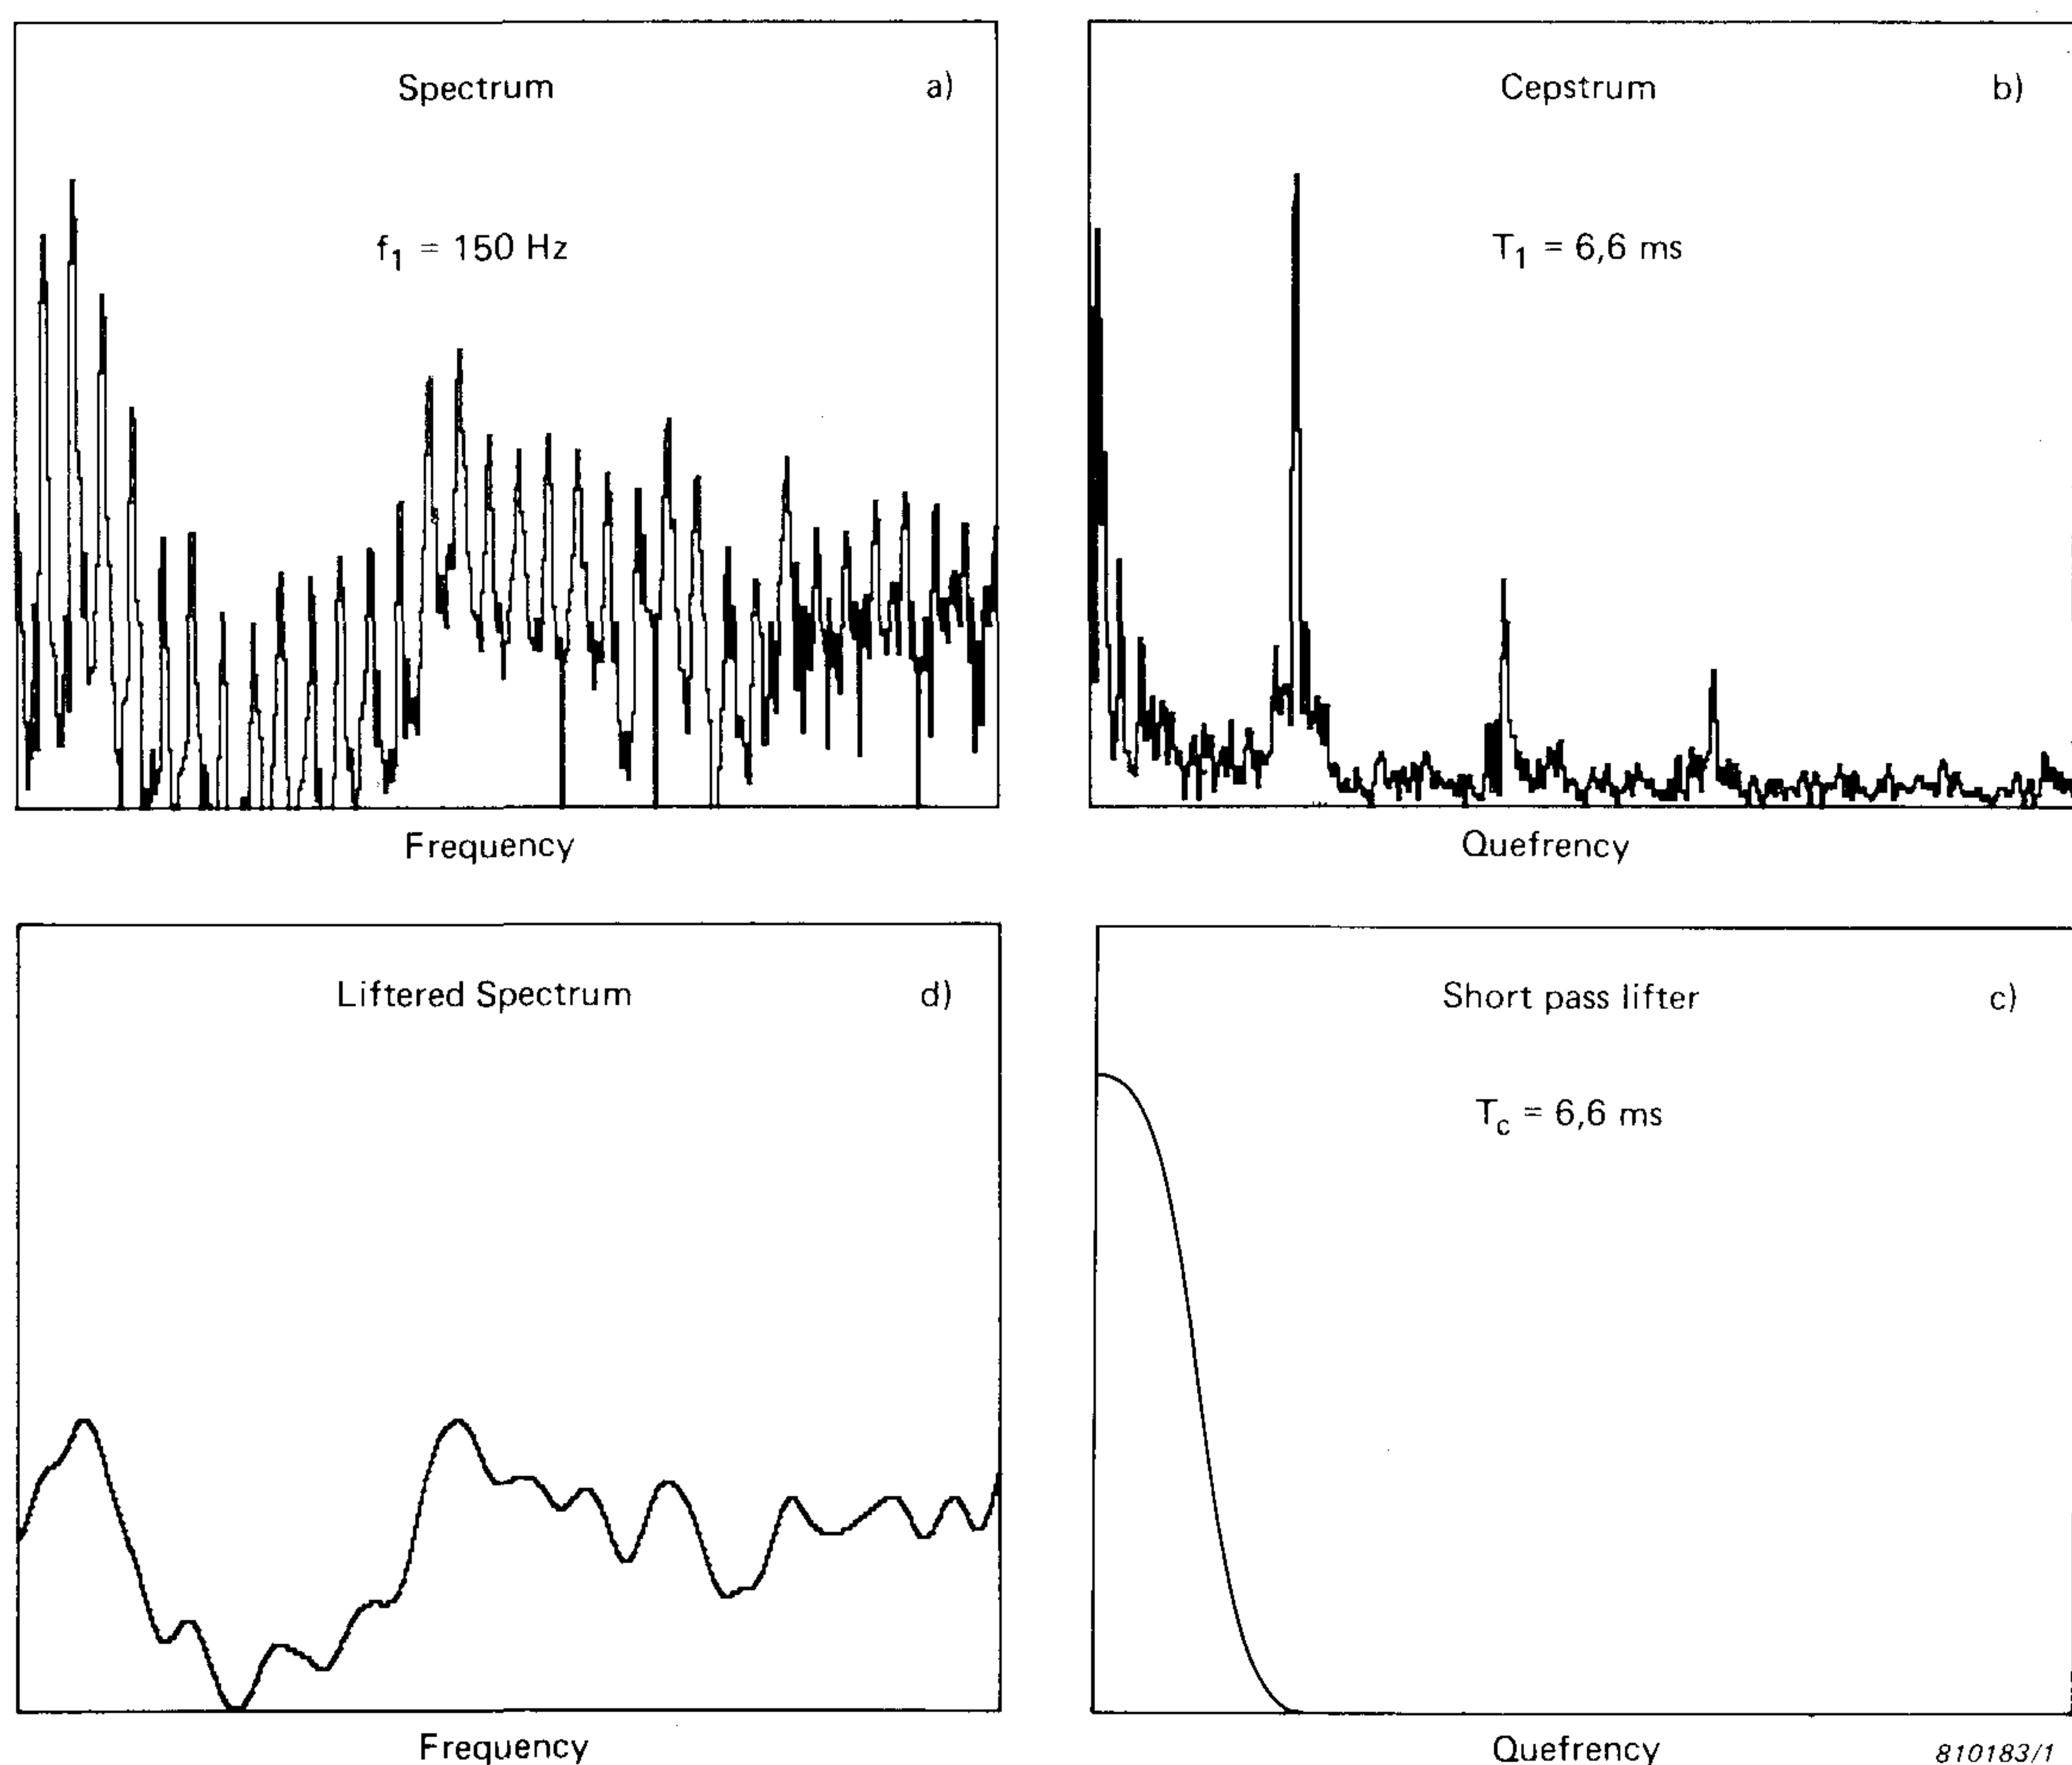 Spectrum a)
f₁ = 150 Hz
Frequency
Cepstrum b)
T₁ = 6,6 ms
Quefrency
Liftered Spectrum d)
Frequency
Short pass lifter c)
T_c = 6,6 ms
Quefrency
810183/1